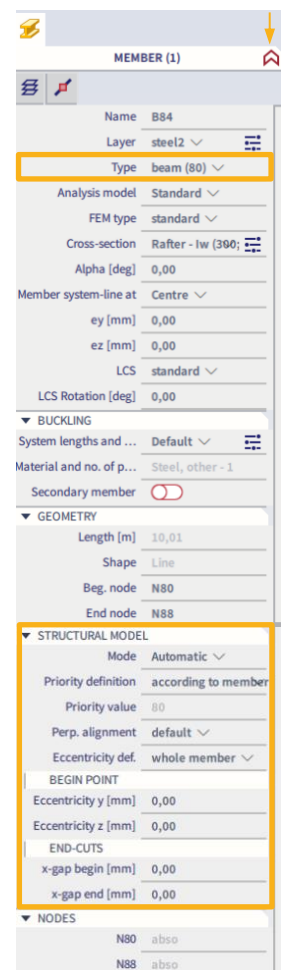 MEMBER (1)
Name B84
Layer steel2
Type beam (80)
Analysis model Standard
FEM type standard
Cross-section Rafter - Iw (300;
Alpha [deg] 0,00
Member system-line at Centre
ey [mm] 0,00
ez [mm] 0,00
LCS standard
LCS Rotation [deg] 0,00
BUCKLING
System lengths and ... Default
Material and no. of p... Steel, other - 1
Secondary member
GEOMETRY
Length [m] 10,01
Shape Line
Beg. node N80
End node N88
STRUCTURAL MODEL
Mode Automatic
Priority definition according to member
Priority value 80
Perp. alignment default
Eccentricity def. whole member
BEGIN POINT
Eccentricity y [mm] 0,00
Eccentricity z [mm] 0,00
END-CUTS
x-gap begin [mm] 0,00
x-gap end [mm] 0,00
NODES
N80 abso
N88 abso